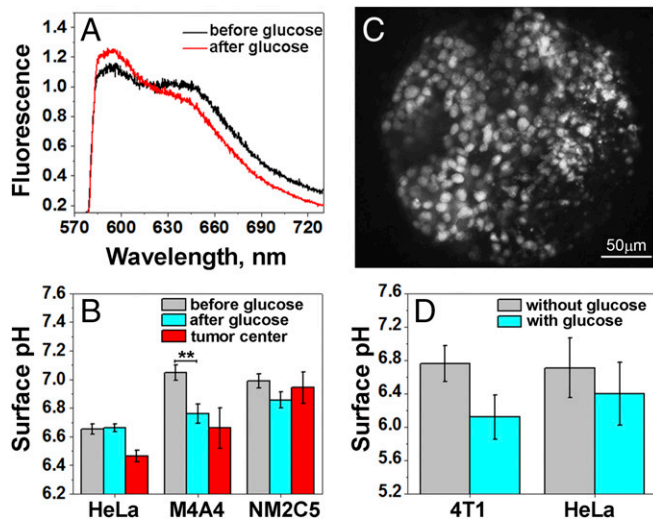 A
before glucose
after glucose
Fluorescence
1.4
1.2
1.0
0.8
0.6
0.4
0.2
570 600 630 660 690 720
Wavelength, nm
C
50μm
B
before glucose
after glucose
tumor center
**
Surface pH
7.6
7.4
7.2
7.0
6.8
6.6
6.4
6.2
HeLa M4A4 NM2C5
D
without glucose
with glucose
Surface pH
7.6
7.2
6.8
6.4
6.0
5.6
5.2
4T1 HeLa